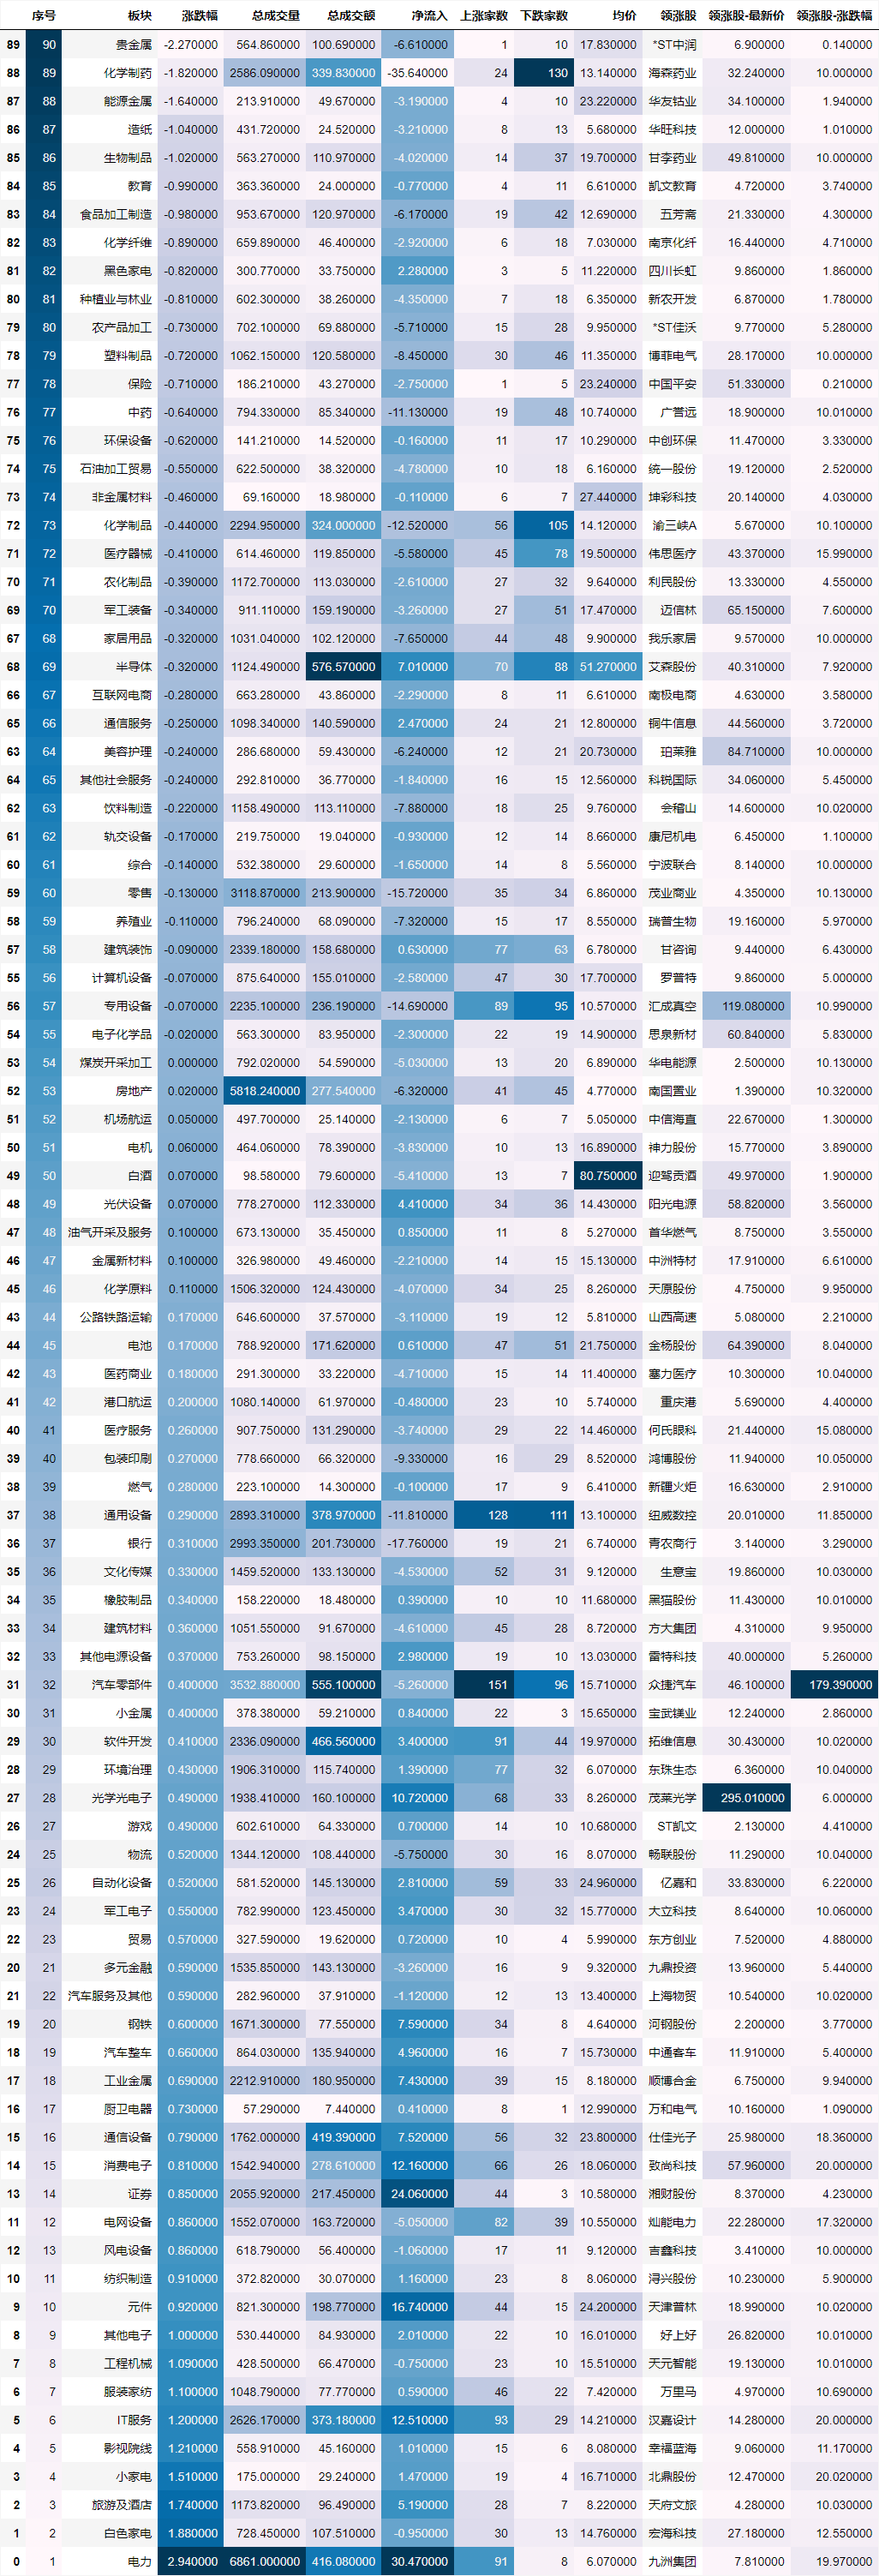 序号 板块 涨跌幅 总成交量 总成交额 净流入 上涨家数 下跌家数 均价 领涨股 领涨股-最新价 领涨股-涨跌幅
89 90 贵金属 -2.270000 564.860000 100.690000 -6.610000 1 10 17.830000 *ST中润 6.900000 0.140000
88 89 化学制药 -1.820000 2586.090000 339.830000 -35.640000 24 130 13.140000 海森药业 32.240000 10.000000
87 88 能源金属 -1.640000 213.910000 49.670000 -3.190000 4 10 23.220000 华友钴业 34.100000 1.940000
86 87 造纸 -1.040000 431.720000 24.520000 -3.210000 8 13 5.680000 华旺科技 12.000000 1.010000
85 86 生物制品 -1.020000 563.270000 110.970000 -4.020000 14 37 19.700000 甘李药业 49.810000 10.000000
84 85 教育 -0.990000 363.360000 24.000000 -0.770000 4 11 6.610000 凯文教育 4.720000 3.740000
83 84 食品加工制造 -0.980000 953.670000 120.970000 -6.170000 19 42 12.690000 五芳斋 21.330000 4.300000
82 83 化学纤维 -0.890000 659.890000 46.400000 -2.920000 6 18 7.030000 南京化纤 16.440000 4.710000
81 82 黑色家电 -0.820000 300.770000 33.750000 2.280000 3 5 11.220000 四川长虹 9.860000 1.860000
80 81 种植业与林业 -0.810000 602.300000 38.260000 -4.350000 7 18 6.350000 新农开发 6.870000 1.780000
79 80 农产品加工 -0.730000 702.100000 69.880000 -5.710000 15 28 9.950000 *ST佳沃 9.770000 5.280000
78 79 塑料制品 -0.720000 1062.150000 120.580000 -8.450000 30 46 11.350000 博菲电气 28.170000 10.000000
77 78 保险 -0.710000 186.210000 43.270000 -2.750000 1 5 23.240000 中国平安 51.330000 0.210000
76 77 中药 -0.640000 794.330000 85.340000 -11.130000 19 48 10.740000 广誉远 18.900000 10.010000
75 76 环保设备 -0.620000 141.210000 14.520000 -0.160000 11 17 10.290000 中创环保 11.470000 3.330000
74 75 石油加工贸易 -0.550000 622.500000 38.320000 -4.780000 10 18 6.160000 统一股份 19.120000 2.520000
73 74 非金属材料 -0.460000 69.160000 18.980000 -0.110000 6 7 27.440000 坤彩科技 20.140000 4.030000
72 73 化学制品 -0.440000 2294.950000 324.000000 -12.520000 56 105 14.120000 渝三峡A 5.670000 10.100000
71 72 医疗器械 -0.410000 614.460000 119.850000 -5.580000 45 78 19.500000 伟思医疗 43.370000 15.990000
70 71 农化制品 -0.390000 1172.700000 113.030000 -2.610000 27 32 9.640000 利民股份 13.330000 4.550000
69 70 军工装备 -0.340000 911.110000 159.190000 -3.260000 27 51 17.470000 迈信林 65.150000 7.600000
67 68 家居用品 -0.320000 1031.040000 102.120000 -7.650000 44 48 9.900000 我乐家居 9.570000 10.000000
68 69 半导体 -0.320000 1124.490000 576.570000 7.010000 70 88 51.270000 艾森股份 40.310000 7.920000
66 67 互联网电商 -0.280000 663.280000 43.860000 -2.290000 8 11 6.610000 南极电商 4.630000 3.580000
65 66 通信服务 -0.250000 1098.340000 140.590000 2.470000 24 21 12.800000 铜牛信息 44.560000 3.720000
63 64 美容护理 -0.240000 286.680000 59.430000 -6.240000 12 21 20.730000 珀莱雅 84.710000 10.000000
64 65 其他社会服务 -0.240000 292.810000 36.770000 -1.840000 16 15 12.560000 科锐国际 34.060000 5.450000
62 63 饮料制造 -0.220000 1158.490000 113.110000 -7.880000 18 25 9.760000 会稽山 14.600000 10.020000
61 62 轨交设备 -0.170000 219.750000 19.040000 -0.930000 12 14 8.660000 康尼机电 6.450000 1.100000
60 61 综合 -0.140000 532.380000 29.600000 -1.650000 14 8 5.560000 宁波联合 8.140000 10.000000
59 60 零售 -0.130000 3118.870000 213.900000 -15.720000 35 34 6.860000 茂业商业 4.350000 10.130000
58 59 养殖业 -0.110000 796.240000 68.090000 -7.320000 15 17 8.550000 瑞普生物 19.160000 5.970000
57 58 建筑装饰 -0.090000 2339.180000 158.680000 0.630000 77 63 6.780000 甘咨询 9.440000 6.430000
55 56 计算机设备 -0.070000 875.640000 155.010000 -2.580000 47 30 17.700000 罗普特 9.860000 5.000000
56 57 专用设备 -0.070000 2235.100000 236.190000 -14.690000 89 95 10.570000 汇成真空 119.080000 10.990000
54 55 电子化学品 -0.020000 563.300000 83.950000 -2.300000 22 19 14.900000 思泉新材 60.840000 5.830000
53 54 煤炭开采加工 0.000000 792.020000 54.590000 -5.030000 13 20 6.890000 华电能源 2.500000 10.130000
52 53 房地产 0.020000 5818.240000 277.540000 -6.320000 41 45 4.770000 南国置业 1.390000 10.320000
51 52 机场航运 0.050000 497.700000 25.140000 -2.130000 6 7 5.050000 中信海直 22.670000 1.300000
50 51 电机 0.060000 464.060000 78.390000 -3.830000 10 13 16.890000 神力股份 15.770000 3.890000
49 50 白酒 0.070000 98.580000 79.600000 -5.410000 13 7 80.750000 迎驾贡酒 49.970000 1.900000
48 49 光伏设备 0.070000 778.270000 112.330000 4.410000 34 36 14.430000 阳光电源 58.820000 3.560000
47 48 油气开采及服务 0.100000 673.130000 35.450000 0.850000 11 8 5.270000 首华燃气 8.750000 3.550000
46 47 金属新材料 0.100000 326.980000 49.460000 -2.210000 14 15 15.130000 中洲特材 17.910000 6.610000
45 46 化学原料 0.110000 1506.320000 124.430000 -4.070000 34 25 8.260000 天原股份 4.750000 9.950000
43 44 公路铁路运输 0.170000 646.600000 37.570000 -3.110000 19 12 5.810000 山西高速 5.080000 2.210000
44 45 电池 0.170000 788.920000 171.620000 0.610000 47 51 21.750000 金杨股份 64.390000 8.040000
42 43 医药商业 0.180000 291.300000 33.220000 -4.710000 15 14 11.400000 塞力医疗 10.300000 10.040000
41 42 港口航运 0.200000 1080.140000 61.970000 -0.480000 23 10 5.740000 重庆港 5.690000 4.400000
40 41 医疗服务 0.260000 907.750000 131.290000 -3.740000 29 22 14.460000 何氏眼科 21.440000 15.080000
39 40 包装印刷 0.270000 778.660000 66.320000 -9.330000 16 29 8.520000 鸿博股份 11.940000 10.050000
38 39 燃气 0.280000 223.100000 14.300000 -0.100000 17 9 6.410000 新疆火炬 16.630000 2.910000
37 38 通用设备 0.290000 2893.310000 378.970000 -11.810000 128 111 13.100000 纽威数控 20.010000 11.850000
36 37 银行 0.310000 2993.350000 201.730000 -17.760000 19 21 6.740000 青农商行 3.140000 3.290000
35 36 文化传媒 0.330000 1459.520000 133.130000 -4.530000 52 31 9.120000 生意宝 19.860000 10.030000
34 35 橡胶制品 0.340000 158.220000 18.480000 0.390000 10 10 11.680000 黑猫股份 11.430000 10.010000
33 34 建筑材料 0.360000 1051.550000 91.670000 -4.610000 45 28 8.720000 方大集团 4.310000 9.950000
32 33 其他电源设备 0.370000 753.260000 98.150000 2.980000 19 10 13.030000 雷特科技 40.000000 5.260000
31 32 汽车零部件 0.400000 3532.880000 555.100000 -5.260000 151 96 15.710000 众捷汽车 46.100000 179.390000
30 31 小金属 0.400000 378.380000 59.210000 0.840000 22 3 15.650000 宝武镁业 12.240000 2.860000
29 30 软件开发 0.410000 2336.090000 466.560000 3.400000 91 44 19.970000 拓维信息 30.430000 10.020000
28 29 环境治理 0.430000 1906.310000 115.740000 1.390000 77 32 6.070000 东珠生态 6.360000 10.040000
27 28 光学光电子 0.490000 1938.410000 160.100000 10.720000 68 33 8.260000 茂莱光学 295.010000 6.000000
26 27 游戏 0.490000 602.610000 64.330000 0.700000 14 10 10.680000 ST凯文 2.130000 4.410000
24 25 物流 0.520000 1344.120000 108.440000 -5.750000 30 16 8.070000 畅联股份 11.290000 10.040000
25 26 自动化设备 0.520000 581.520000 145.130000 2.810000 59 33 24.960000 亿嘉和 33.830000 6.220000
23 24 军工电子 0.550000 782.990000 123.450000 3.470000 30 32 15.770000 大立科技 8.640000 10.060000
22 23 贸易 0.570000 327.590000 19.620000 0.720000 10 4 5.990000 东方创业 7.520000 4.880000
20 21 多元金融 0.590000 1535.850000 143.130000 -3.260000 16 9 9.320000 九鼎投资 13.960000 5.440000
21 22 汽车服务及其他 0.590000 282.960000 37.910000 -1.120000 12 13 13.400000 上海物贸 10.540000 10.020000
19 20 钢铁 0.600000 1671.300000 77.550000 7.590000 34 8 4.640000 河钢股份 2.200000 3.770000
18 19 汽车整车 0.660000 864.030000 135.940000 4.960000 16 7 15.730000 中通客车 11.910000 5.400000
17 18 工业金属 0.690000 2212.910000 180.950000 7.430000 39 15 8.180000 顺博合金 6.750000 9.940000
16 17 厨卫电器 0.730000 57.290000 7.440000 0.410000 8 1 12.990000 万和电气 10.160000 1.090000
15 16 通信设备 0.790000 1762.000000 419.390000 7.520000 56 32 23.800000 仕佳光子 25.980000 18.360000
14 15 消费电子 0.810000 1542.940000 278.610000 12.160000 66 26 18.060000 致尚科技 57.960000 20.000000
13 14 证券 0.850000 2055.920000 217.450000 24.060000 44 3 10.580000 湘财股份 8.370000 4.230000
11 12 电网设备 0.860000 1552.070000 163.720000 -5.050000 82 39 10.550000 灿能电力 22.280000 17.320000
12 13 风电设备 0.860000 618.790000 56.400000 -1.060000 17 11 9.120000 吉鑫科技 3.410000 10.000000
10 11 纺织制造 0.910000 372.820000 30.070000 1.160000 23 8 8.060000 浔兴股份 10.230000 5.900000
9 10 元件 0.920000 821.300000 198.770000 16.740000 44 15 24.200000 天津普林 18.990000 10.020000
8 9 其他电子 1.000000 530.440000 84.930000 2.010000 22 10 16.010000 好上好 26.820000 10.010000
7 8 工程机械 1.090000 428.500000 66.470000 -0.750000 23 10 15.510000 天元智能 19.130000 10.010000
6 7 服装家纺 1.100000 1048.790000 77.770000 0.590000 46 22 7.420000 万里马 4.970000 10.690000
5 6 IT服务 1.200000 2626.170000 373.180000 12.510000 93 29 14.210000 汉嘉设计 14.280000 20.000000
4 5 影视院线 1.210000 558.910000 45.160000 1.010000 15 6 8.080000 幸福蓝海 9.060000 11.170000
3 4 小家电 1.510000 175.000000 29.240000 1.470000 19 4 16.710000 北鼎股份 12.470000 20.020000
2 3 旅游及酒店 1.740000 1173.820000 96.490000 5.190000 28 7 8.220000 天府文旅 4.280000 10.030000
1 2 白色家电 1.880000 728.450000 107.510000 -0.950000 30 13 14.760000 宏海科技 27.180000 12.550000
0 1 电力 2.940000 6861.000000 416.080000 30.470000 91 8 6.070000 九洲集团 7.810000 19.970000